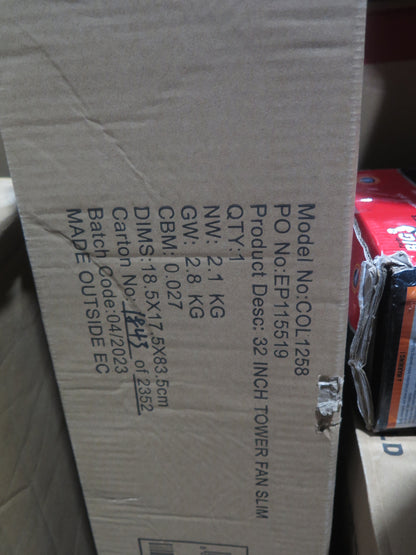 Model No:COL1258
PO No:EP115519
Product Desc: 32 INCH TOWER FAN SLIM
QTY:1
NW: 2.1 KG
GW: 2.8 KG
CBM: 0.027
DIMS:18.5X17.5X83.5cm
Carton No. 1845 of 2352
Batch Code:04/2023
MADE OUTSIDE EC